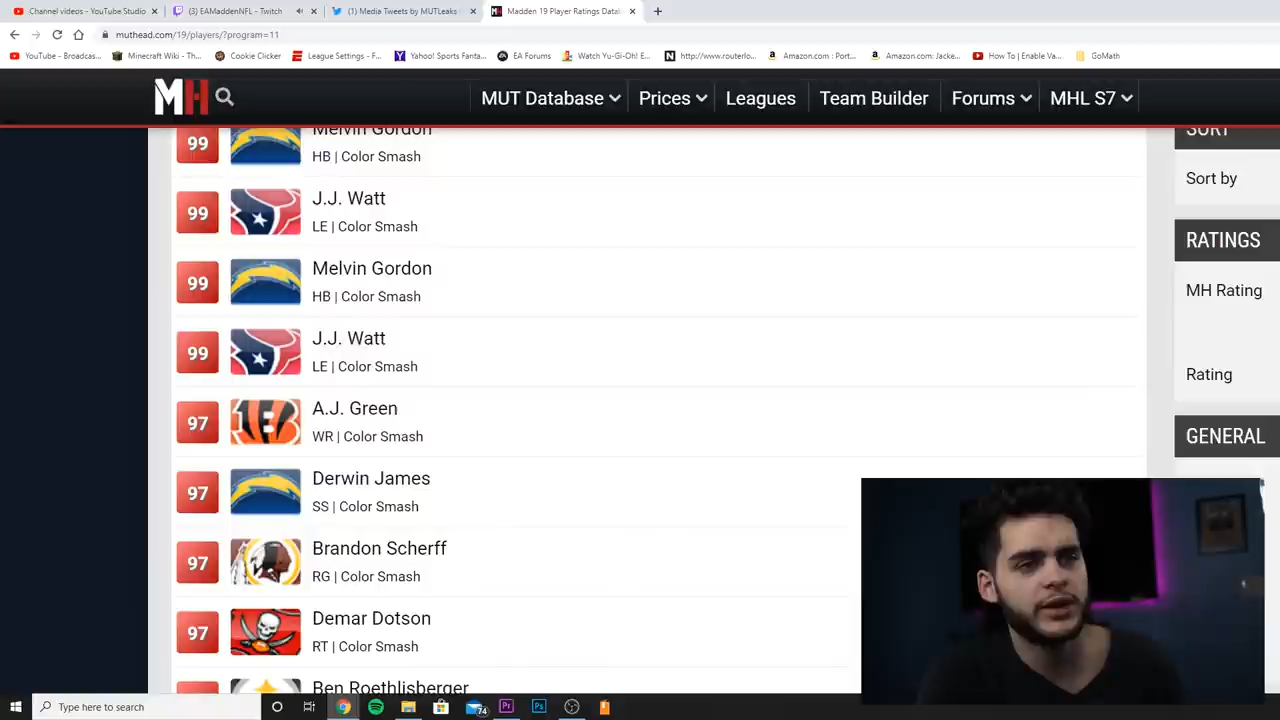 Channel videos - YouTube Studio
(3) EAMaddenNFL - Twitch
(1) Media Tweets by MUTLeaks
Madden 19 Player Ratings Data
muthead.com/19/players/?program=11
YouTube - Broadcas...
Minecraft Wiki - Th...
Cookie Clicker
League Settings - F...
Yahoo! Sports Fanta...
EA Forums
Watch Yu-Gi-Oh! E...
http://www.routerlo...
Amazon.com : Porta...
Amazon.com: Jacke...
How To | Enable Va...
GoMath
MH
MUT Database
Prices
Leagues
Team Builder
Forums
MHL S7
99
Melvin Gordon
HB | Color Smash
99
J.J. Watt
LE | Color Smash
99
Melvin Gordon
HB | Color Smash
99
J.J. Watt
LE | Color Smash
97
A.J. Green
WR | Color Smash
97
Derwin James
SS | Color Smash
97
Brandon Scherff
RG | Color Smash
97
Demar Dotson
RT | Color Smash
Ben Roethlisberger
SORT
Sort by
RATINGS
MH Rating
Rating
GENERAL
Type here to search
74
Pr
Ps